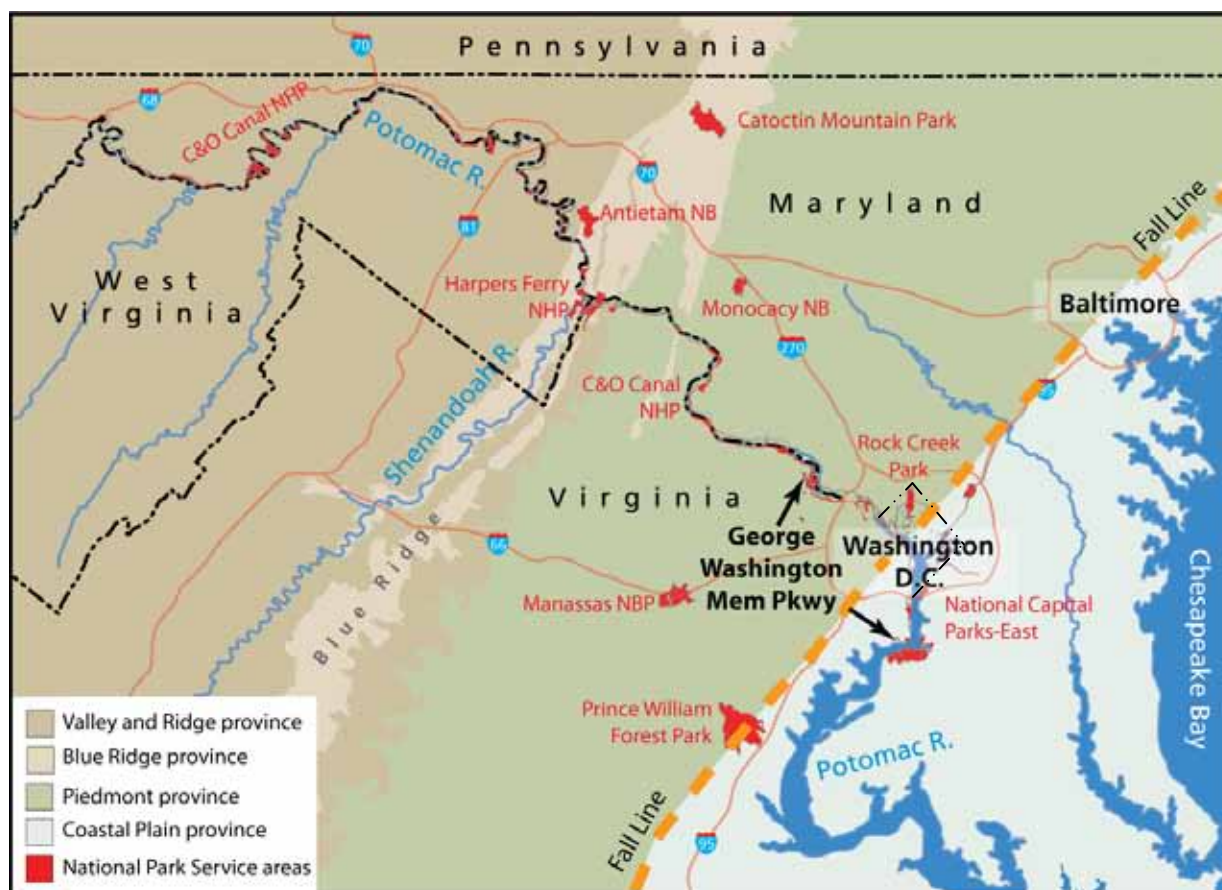 Pennsylvania
70
68
C&O Canal NHP
Potomac R.
Catoctin Mountain Park
70
Maryland
Fall Line
81
Antietam NB
West
Virginia
Harpers Ferry
NHP
Monocacy NB
Baltimore
270
95
Shenandoah R.
C&O Canal
NHP
Rock Creek
Park
Virginia
George
Washington
Mem Pkwy
Washington
D.C.
66
Blue Ridge
Manassas NBP
National Capital
Parks-East
Chesapeake Bay
Prince William
Forest Park
Potomac R.
Fall Line
95
Valley and Ridge province
Blue Ridge province
Piedmont province
Coastal Plain province
National Park Service areas